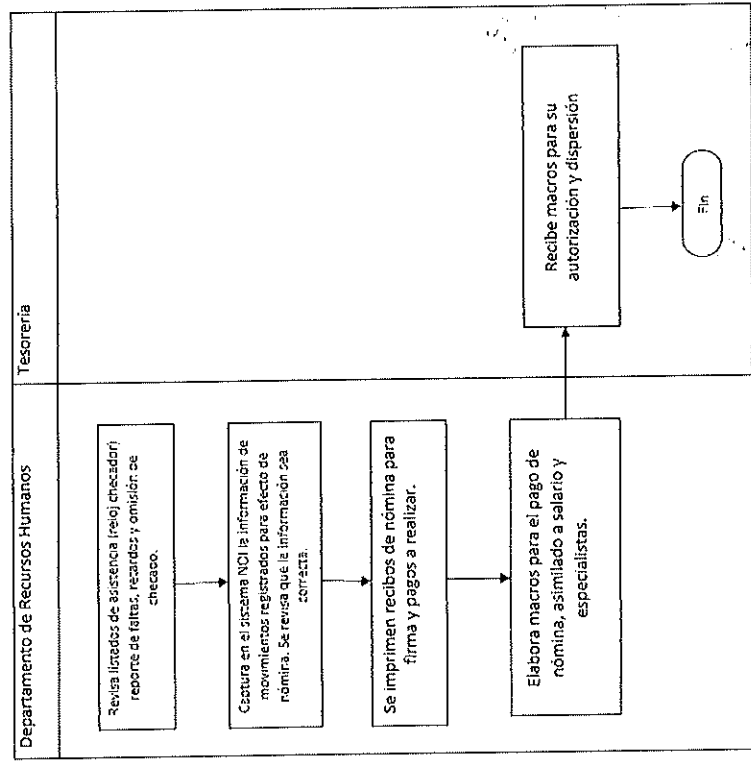 Departamento de Recursos Humanos
Tesorería
Revisa listados de asistencia (reloj checador)
reporte de faltas, retardos y omisión de
checado.
Captura en el sistema NOI la información de
movimientos registrados para efecto de
nómina. Se revisa que la información sea
correcta.
Se imprimen recibos de nómina para
firma y pagos a realizar.
Elabora macros para el pago de
nómina, asimilado a salario y
especialistas.
Recibe macros para su
autorización y dispersión
Fin